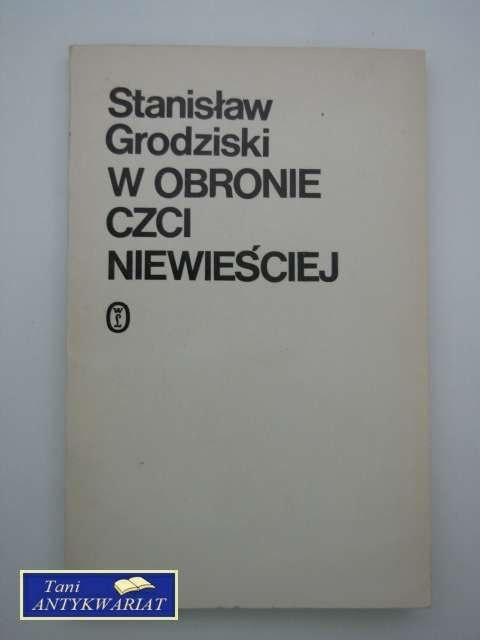 Stanisław
Grodziski
W OBRONIE
CZCI
NIEWIEŚCIEJ
WL
Tani
ANTYKWARIAT